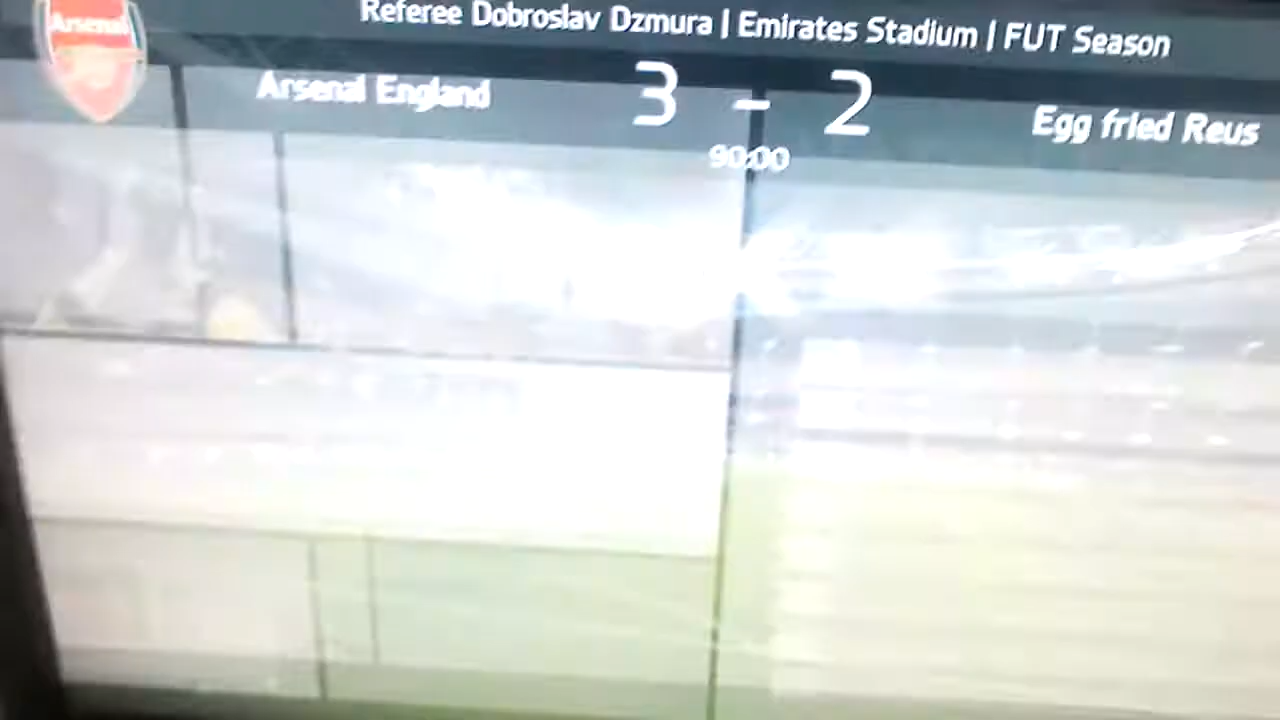 Referee Dobroslav Dzmura | Emirates Stadium | FUT Season
Arsenal
Arsenal England 3 - 2 Egg fried Reus
90:00